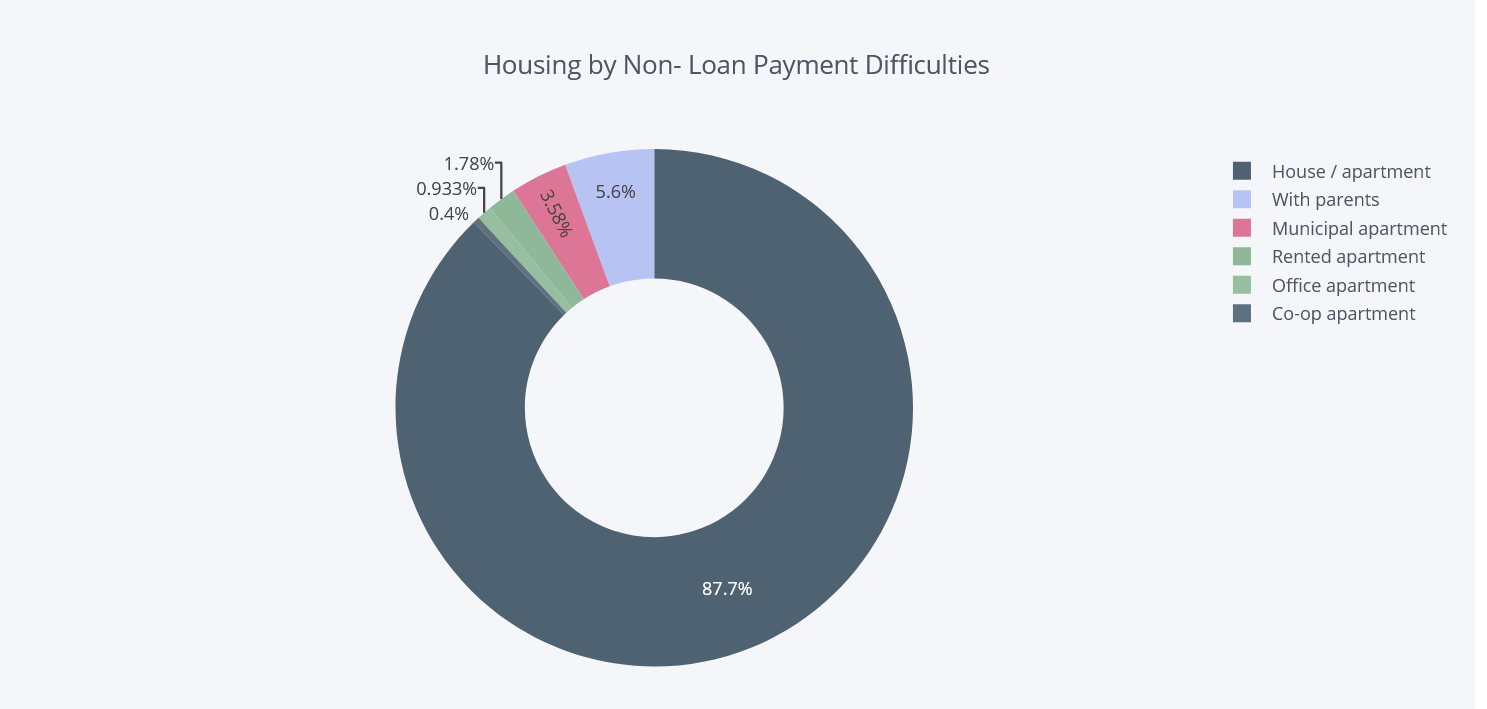 Housing by Non- Loan Payment Difficulties
1.78%
0.933%
0.4%
3.58%
5.6%
87.7%
House / apartment
With parents
Municipal apartment
Rented apartment
Office apartment
Co-op apartment